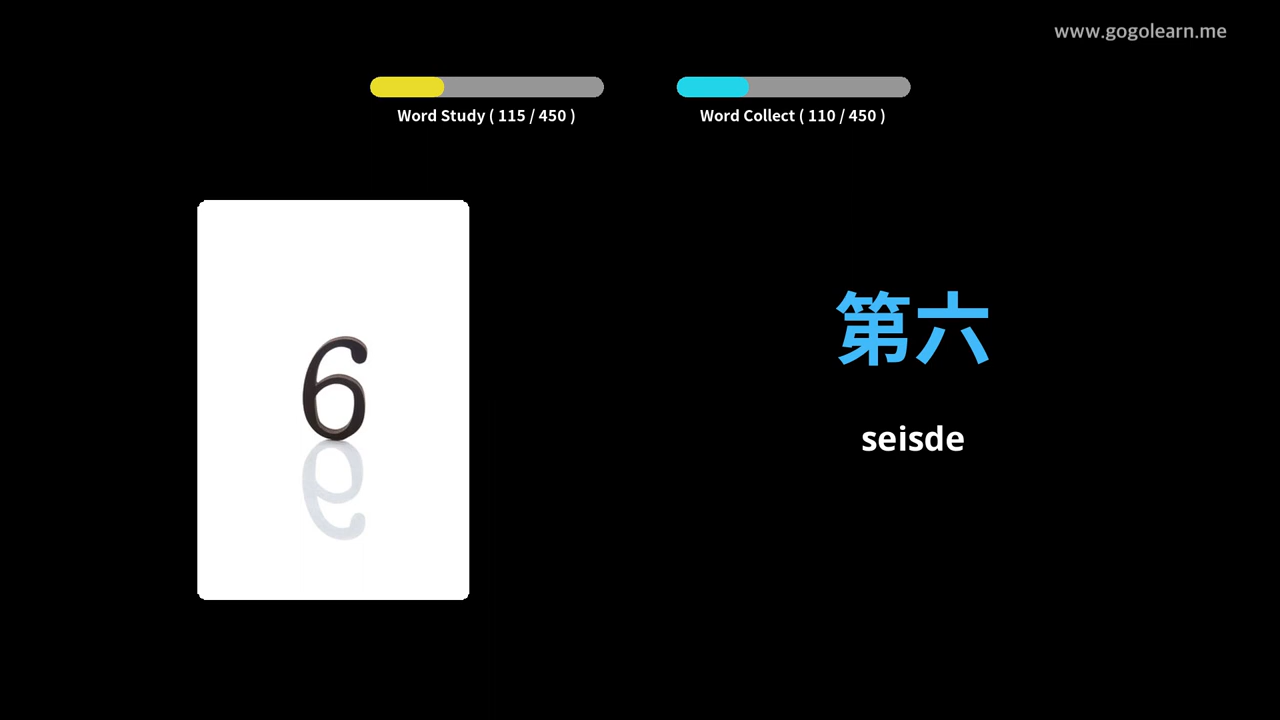 www.gogolearn.me
Word Study ( 115 / 450 )
Word Collect ( 110 / 450 )
6
第六
seisde